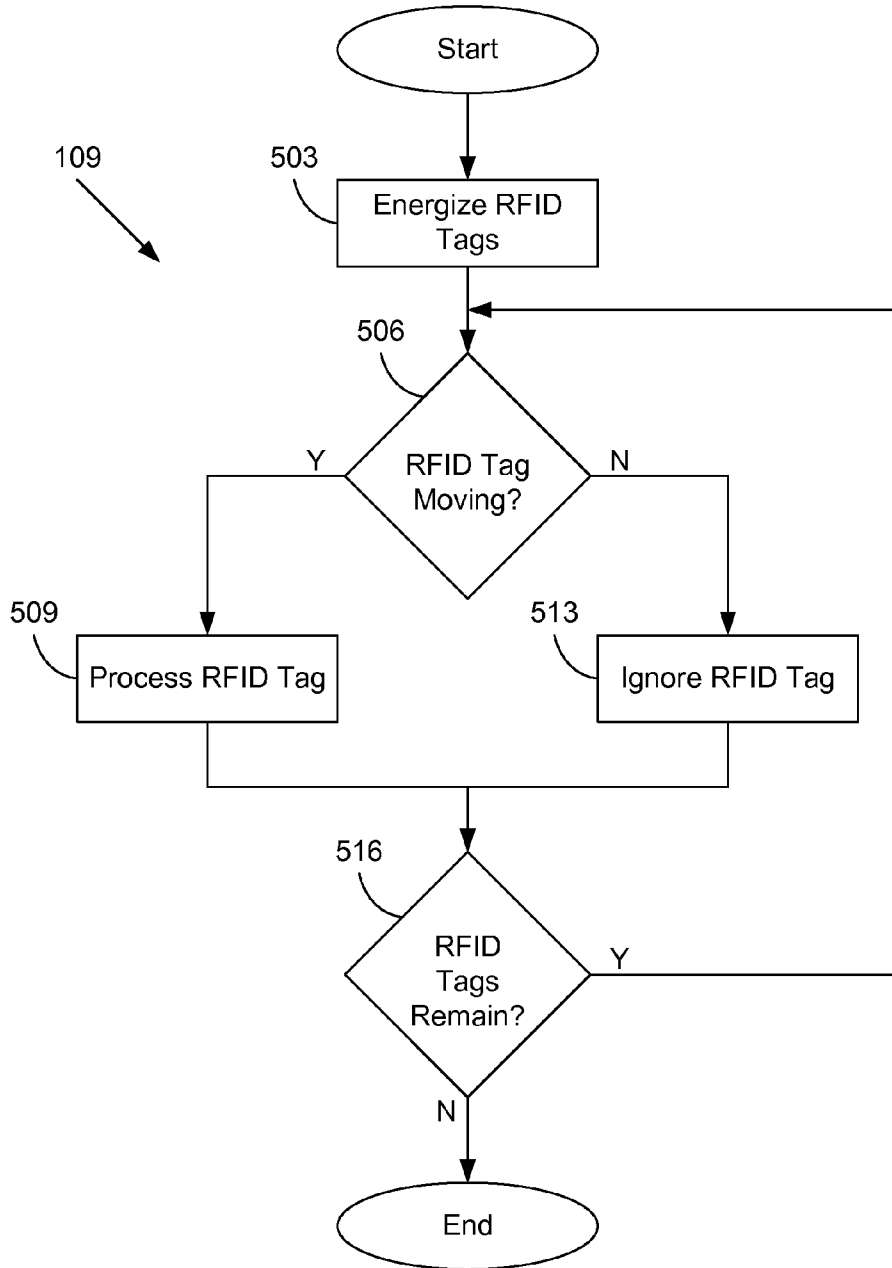 Start
109
503
Energize RFID
Tags
506
Y
RFID Tag
Moving?
N
509
Process RFID Tag
513
Ignore RFID Tag
516
RFID
Tags
Remain?
Y
N
End